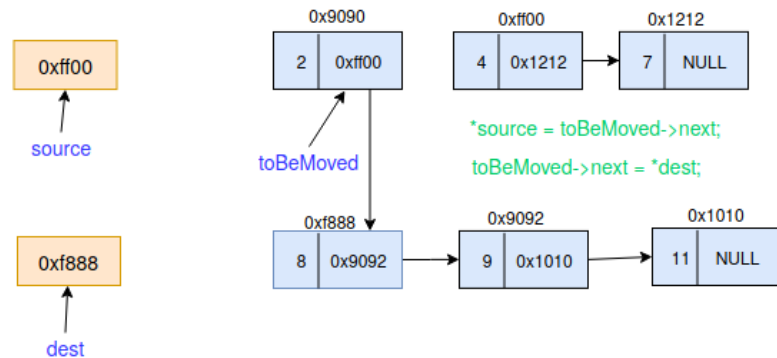 0x9090
0xff00
0x1212
0xff00
2 0xff00
4 0x1212
7 NULL
source
toBeMoved
*source = toBeMoved->next;
toBeMoved->next = *dest;
0xf888
0x9092
0x1010
0xf888
8 0x9092
9 0x1010
11 NULL
dest